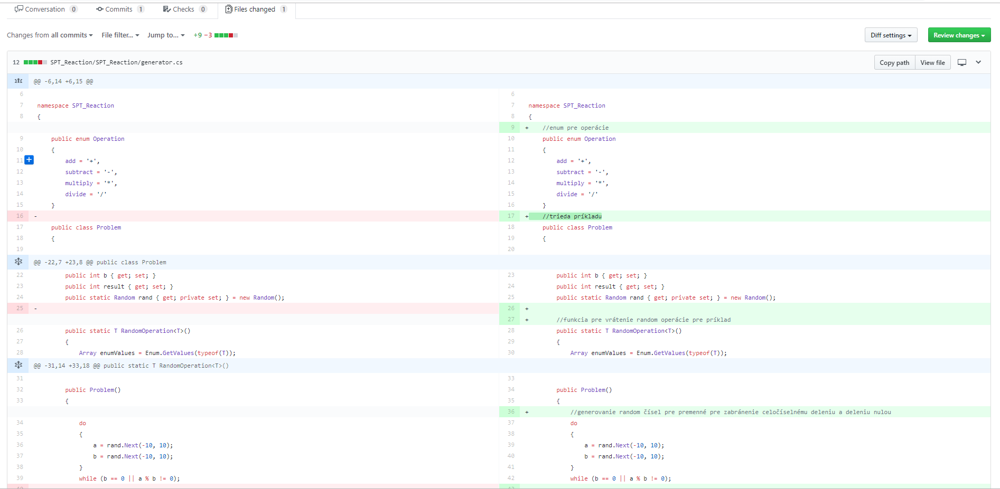 Conversation 0 Commits 1 Checks 0 Files changed 1
Changes from all commits File filter... Jump to... +9 −3 Diff settings Review changes
12 SPT_Reaction/SPT_Reaction/generator.cs Copy path View file
@@ -6,14 +6,15 @@
6 6
7 namespace SPT_Reaction 7 namespace SPT_Reaction
8 { 8 {
9 + //enum pre operácie
9 public enum Operation 10 public enum Operation
10 { 11 {
11 + add = '+', 12 add = '+',
12 subtract = '-', 13 subtract = '-',
13 multiply = '*', 14 multiply = '*',
14 divide = '/' 15 divide = '/'
15 } 16 }
16 - 17 + //trieda príkladu
17 public class Problem 18 public class Problem
18 { 19 {
19 20
@@ -22,7 +23,8 @@ public class Problem
22 public int b { get; set; } 23 public int b { get; set; }
23 public int result { get; set; } 24 public int result { get; set; }
24 public static Random rand { get; private set; } = new Random(); 25 public static Random rand { get; private set; } = new Random();
25 - 26 +
27 + //funkcia pre vrátenie random operácie pre príklad
26 public static T RandomOperation<T>() 28 public static T RandomOperation<T>()
27 { 29 {
28 Array enumValues = Enum.GetValues(typeof(T)); 30 Array enumValues = Enum.GetValues(typeof(T));
@@ -31,14 +33,18 @@ public static T RandomOperation<T>()
31 33
32 public Problem() 34 public Problem()
33 { 35 {
36 + //generovanie random čísel pre premenné pre zabránenie celočíselnému deleniu a deleniu nulou
34 do 37 do
35 { 38 {
36 a = rand.Next(-10, 10); 39 a = rand.Next(-10, 10);
37 b = rand.Next(-10, 10); 40 b = rand.Next(-10, 10);
38 } 41 }
39 while (b == 0 || a % b != 0); 42 while (b == 0 || a % b != 0);